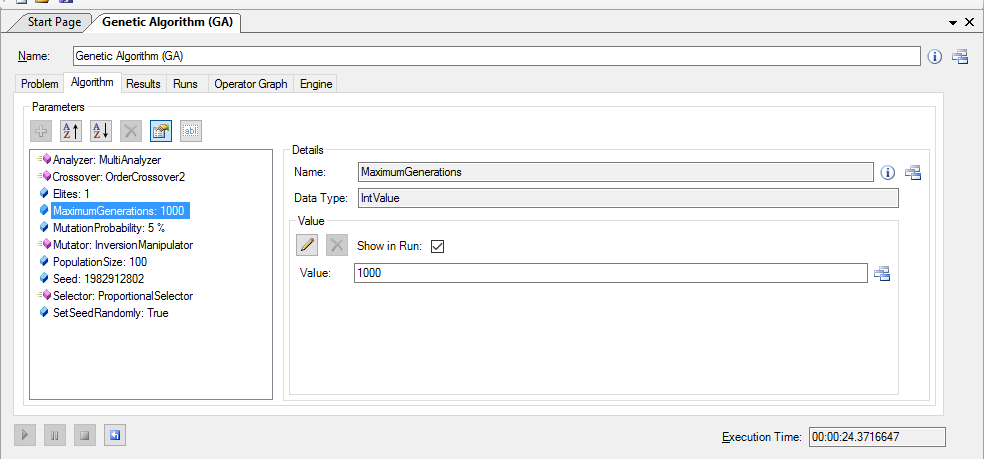 Start Page
Genetic Algorithm (GA)
Name: Genetic Algorithm (GA)
Problem Algorithm Results Runs Operator Graph Engine
Parameters
Analyzer: MultiAnalyzer
Crossover: OrderCrossover2
Elites: 1
MaximumGenerations: 1000
MutationProbability: 5 %
Mutator: InversionManipulator
PopulationSize: 100
Seed: 1982912802
Selector: ProportionalSelector
SetSeedRandomly: True
Details
Name: MaximumGenerations
Data Type: IntValue
Value
Show in Run:
Value: 1000
Execution Time: 00:00:24.3716647